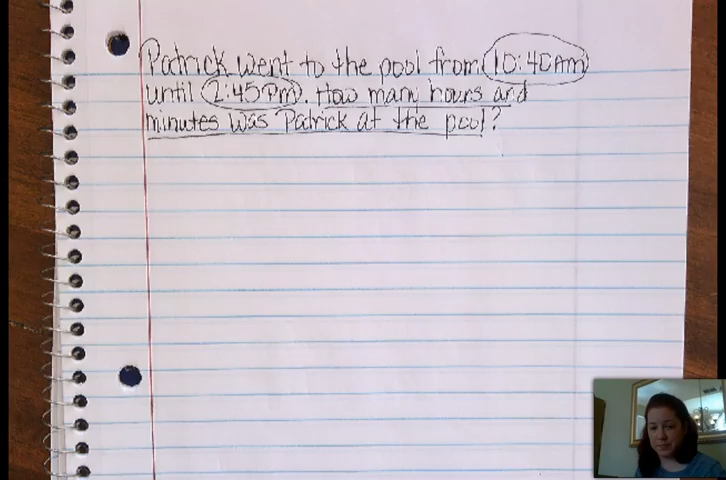 Patrick went to the pool from 10:40Am
until 2:45Pm. How many hours and
minutes was Patrick at the pool?